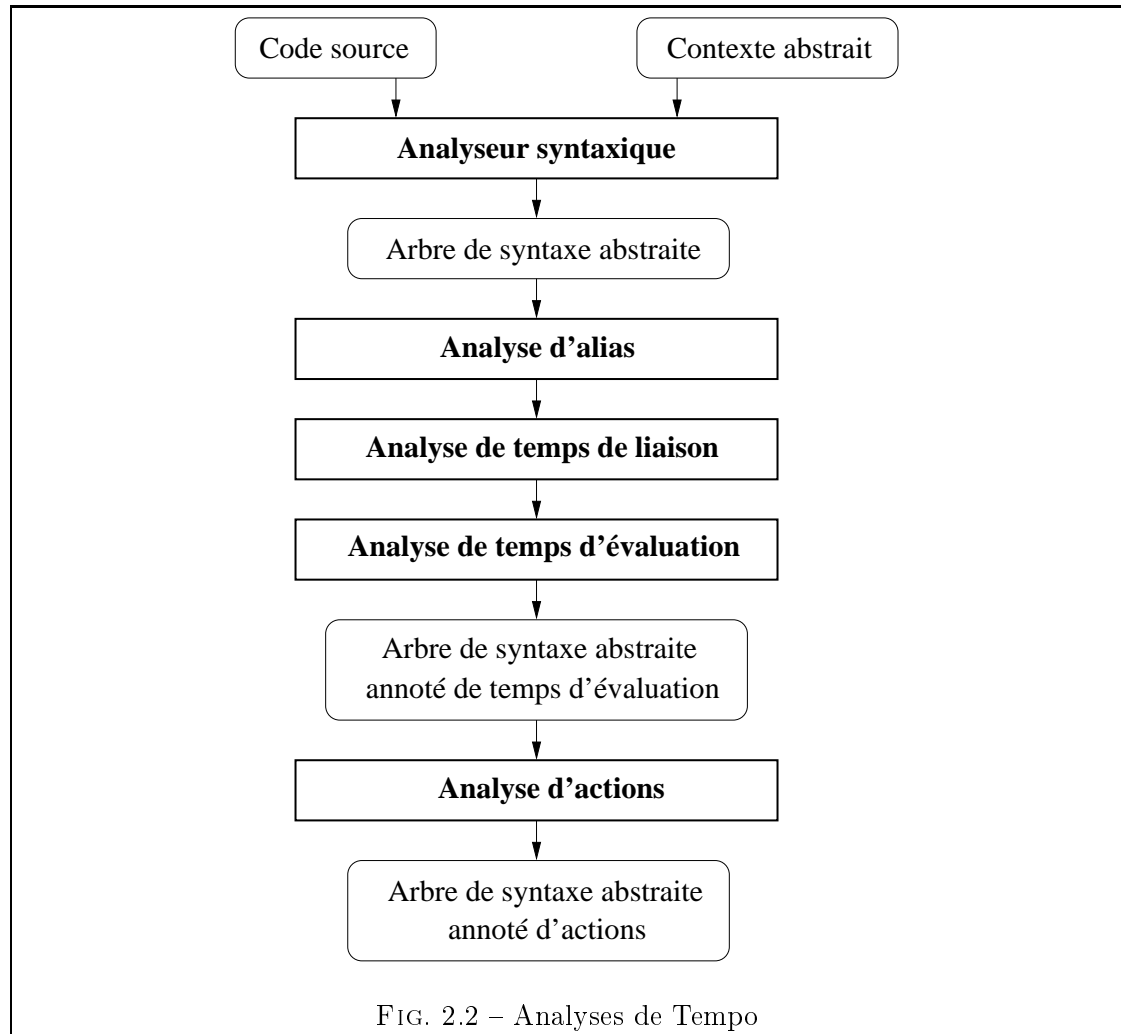 Code source
Contexte abstrait
Analyseur syntaxique
Arbre de syntaxe abstraite
Analyse d'alias
Analyse de temps de liaison
Analyse de temps d'évaluation
Arbre de syntaxe abstraite
annoté de temps d'évaluation
Analyse d'actions
Arbre de syntaxe abstraite
annoté d'actions
FIG. 2.2 – Analyses de Tempo